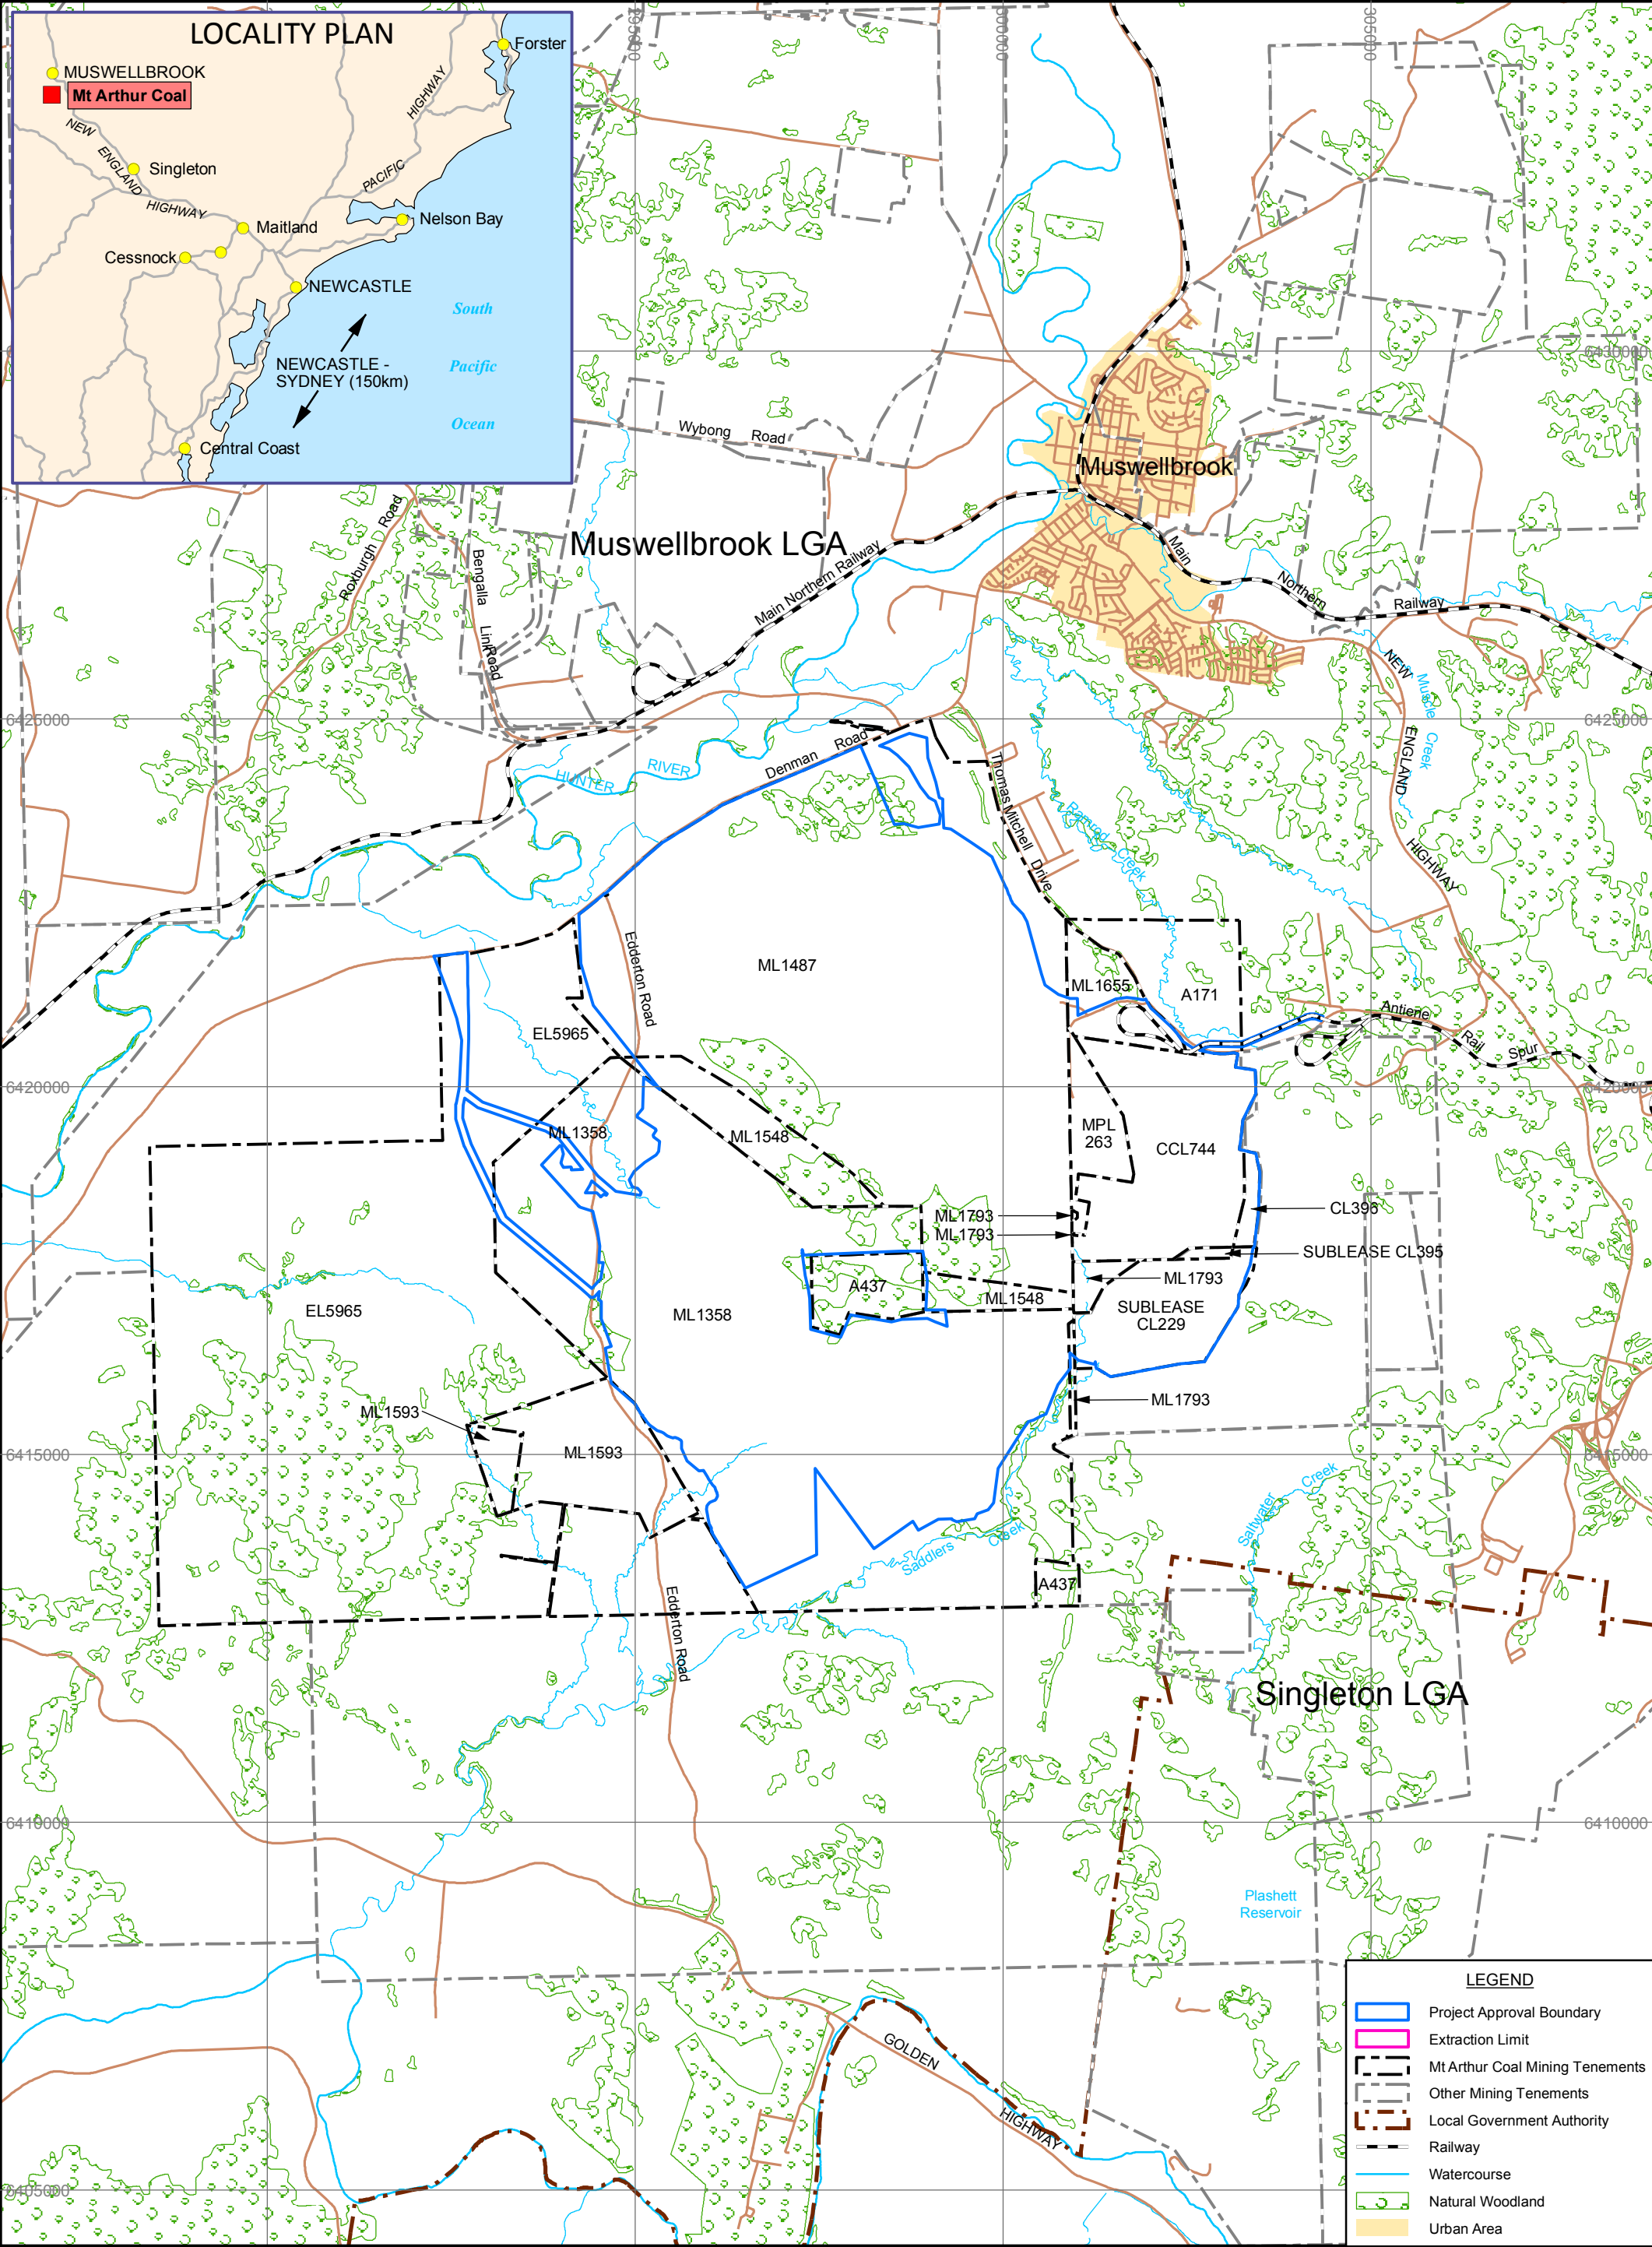 LOCALITY PLAN
Forster
MUSWELLBROOK
Mt Arthur Coal
HIGHWAY
NEW
ENGLAND
HIGHWAY
Singleton
PACIFIC
Nelson Bay
Maitland
Cessnock
NEWCASTLE
South
Pacific
Ocean
NEWCASTLE -
SYDNEY (150km)
Central Coast
6430000
Wybong Road
Muswellbrook
Muswellbrook LGA
Roxburgh Road
Bengalla Link Road
Main Northern Railway
Main Northern Railway
NEW ENGLAND HIGHWAY
Muscle Creek
6425000
6425000
HUNTER RIVER
Denman Road
Thomas Mitchell Drive
Ramrod Creek
Edderton Road
ML1487
ML1655
A171
EL5965
Antiene Rail Spur
6420000
6420000
ML1358
ML1548
MPL
263
CCL744
ML1793
ML1793
CL396
SUBLEASE CL395
ML1793
A437
ML1548
SUBLEASE
CL229
EL5965
ML1358
ML1793
ML1593
ML1593
6415000
6415000
Saltwater Creek
Saddlers Creek
A437
Edderton Road
Singleton LGA
6410000
6410000
Plashett
Reservoir
GOLDEN
HIGHWAY
6405000
LEGEND
Project Approval Boundary
Extraction Limit
Mt Arthur Coal Mining Tenements
Other Mining Tenements
Local Government Authority
Railway
Watercourse
Natural Woodland
Urban Area